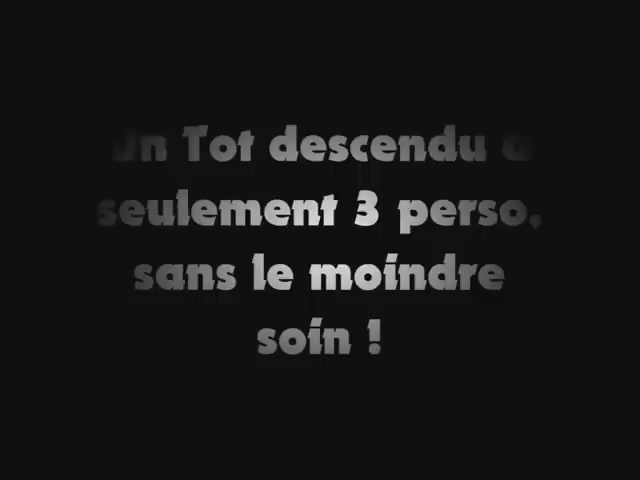 Un Tot descendu a
seulement 3 perso,
sans le moindre
soin !